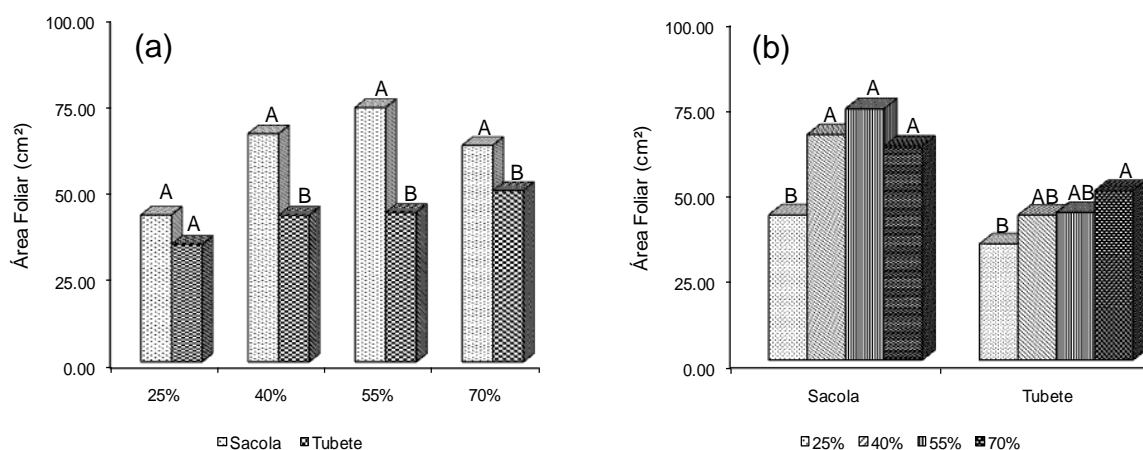 (a)
Área Foliar (cm²)
100.00
75.00
50.00
25.00
0.00
A
A
A
B
A
B
A
B
25%
40%
55%
70%
Sacola
Tubete
(b)
Área Foliar (cm²)
100.00
75.00
50.00
25.00
0.00
B
A
A
A
B
AB
AB
A
Sacola
Tubete
25%
40%
55%
70%